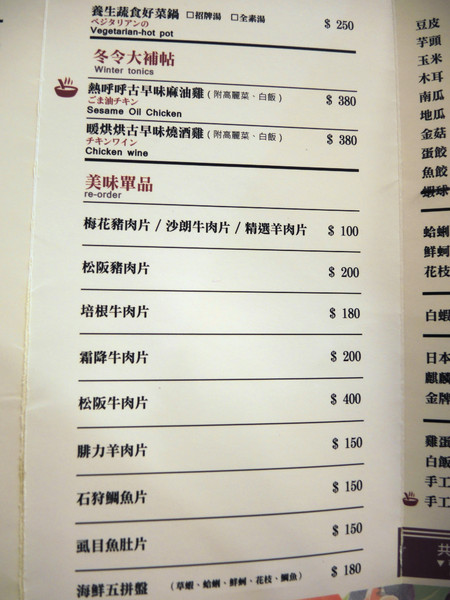 養生蔬食好菜鍋 □招牌湯 □全素湯 $ 250
ベジタリアンの
Vegetarian-hot pot
冬令大補帖
Winter tonics
熱呼呼古早味麻油雞（附高麗菜、白飯） $ 380
ごま油チキン
Sesame Oil Chicken
暖烘烘古早味燒酒雞（附高麗菜、白飯） $ 380
チキンワイン
Chicken wine
美味單品
re-order
梅花豬肉片 / 沙朗牛肉片 / 精選羊肉片 $ 100
松阪豬肉片 $ 200
培根牛肉片 $ 180
霜降牛肉片 $ 200
松阪牛肉片 $ 400
腓力羊肉片 $ 150
石狩鯛魚片 $ 150
虱目魚肚片 $ 150
海鮮五拼盤 （草蝦、蛤蜊、鮮蚵、花枝、鯛魚） $ 180
豆皮
芋頭
玉米
木耳
南瓜
地瓜
金菇
蛋餃
魚餃
蝦球
蛤蜊
鮮蚵
花枝
白蝦
日本
麒麟
金牌
雞蛋
白飯
手工
手工
共